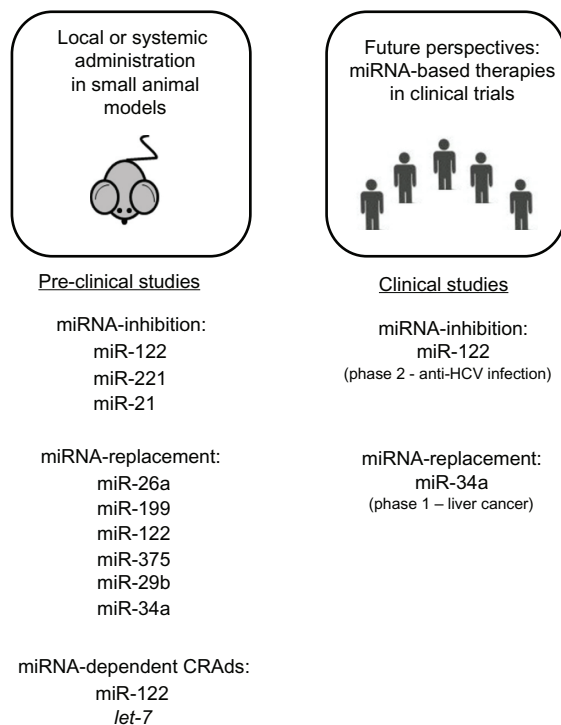 Local or systemic
administration
in small animal
models
Pre-clinical studies
miRNA-inhibition:
miR-122
miR-221
miR-21
miRNA-replacement:
miR-26a
miR-199
miR-122
miR-375
miR-29b
miR-34a
miRNA-dependent CRAds:
miR-122
let-7
Future perspectives:
miRNA-based therapies
in clinical trials
Clinical studies
miRNA-inhibition:
miR-122
(phase 2 - anti-HCV infection)
miRNA-replacement:
miR-34a
(phase 1 – liver cancer)